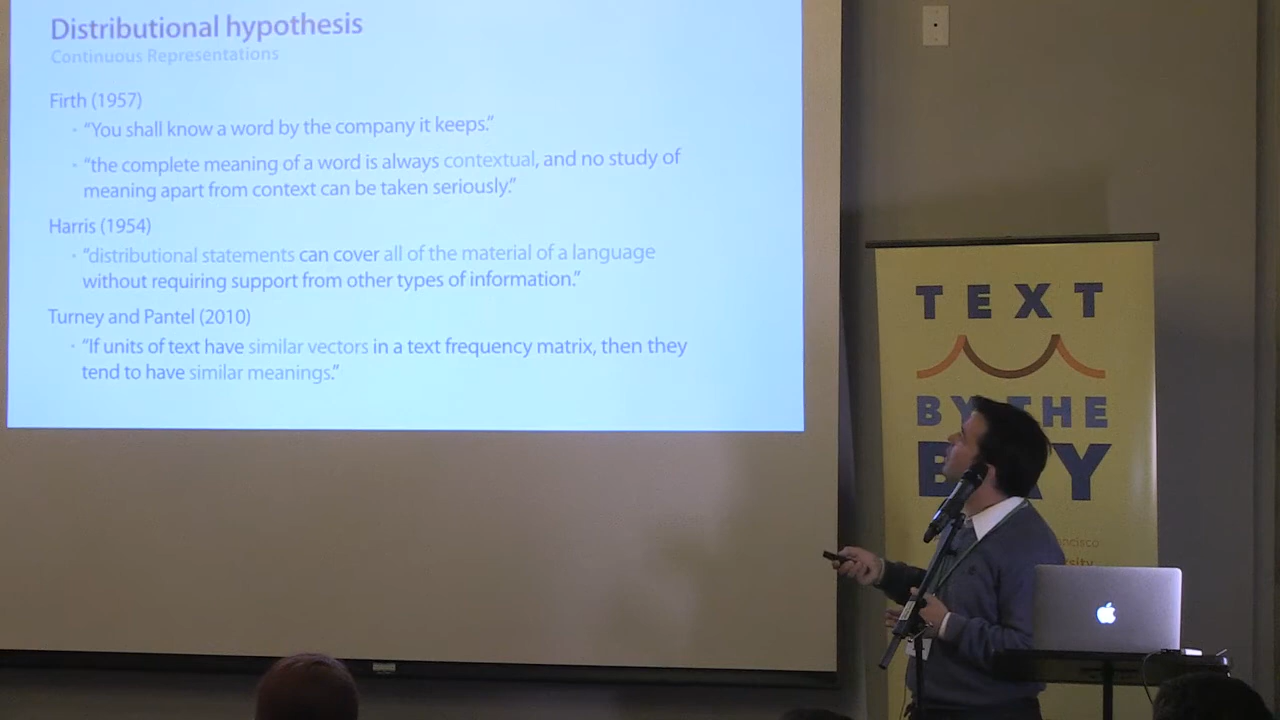 Distributional hypothesis
Continuous Representations
Firth (1957)
· “You shall know a word by the company it keeps.”
· “the complete meaning of a word is always contextual, and no study of
meaning apart from context can be taken seriously.”
Harris (1954)
· “distributional statements can cover all of the material of a language
without requiring support from other types of information.”
Turney and Pantel (2010)
· “If units of text have similar vectors in a text frequency matrix, then they
tend to have similar meanings.”
TEXT
BY THE